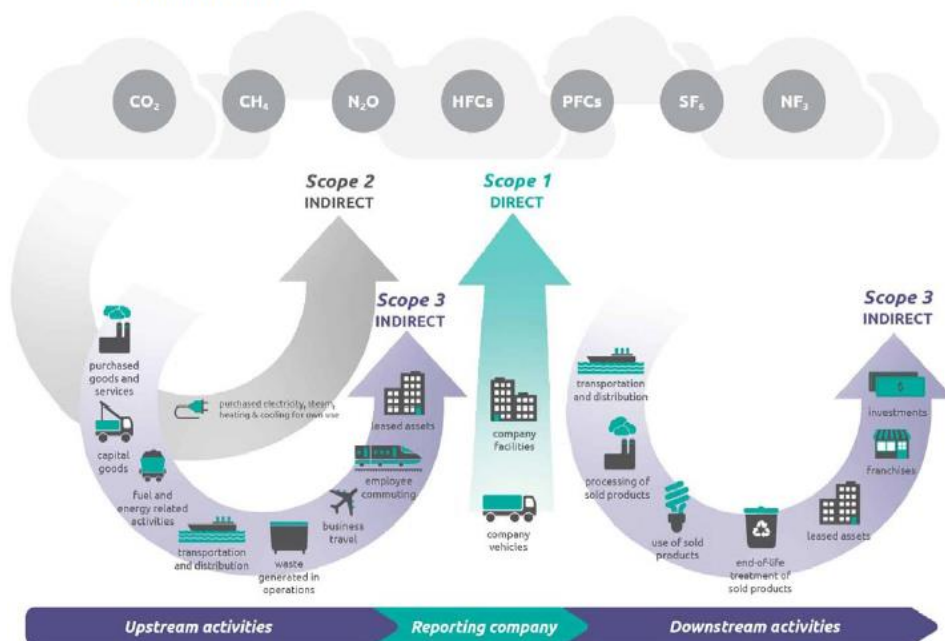 CO₂
CH₄
N₂O
HFCs
PFCs
SF₆
NF₃
Scope 2
INDIRECT
Scope 1
DIRECT
Scope 3
INDIRECT
Scope 3
INDIRECT
purchased
goods and
services
capital
goods
fuel and
energy related
activities
transportation
and distribution
waste
generated in
operations
business
travel
employee
commuting
leased assets
purchased electricity, steam,
heating & cooling for own use
company
facilities
company
vehicles
transportation
and distribution
processing of
sold products
use of sold
products
end-of-life
treatment of
sold products
leased assets
franchises
$
investments
Upstream activities
Reporting company
Downstream activities